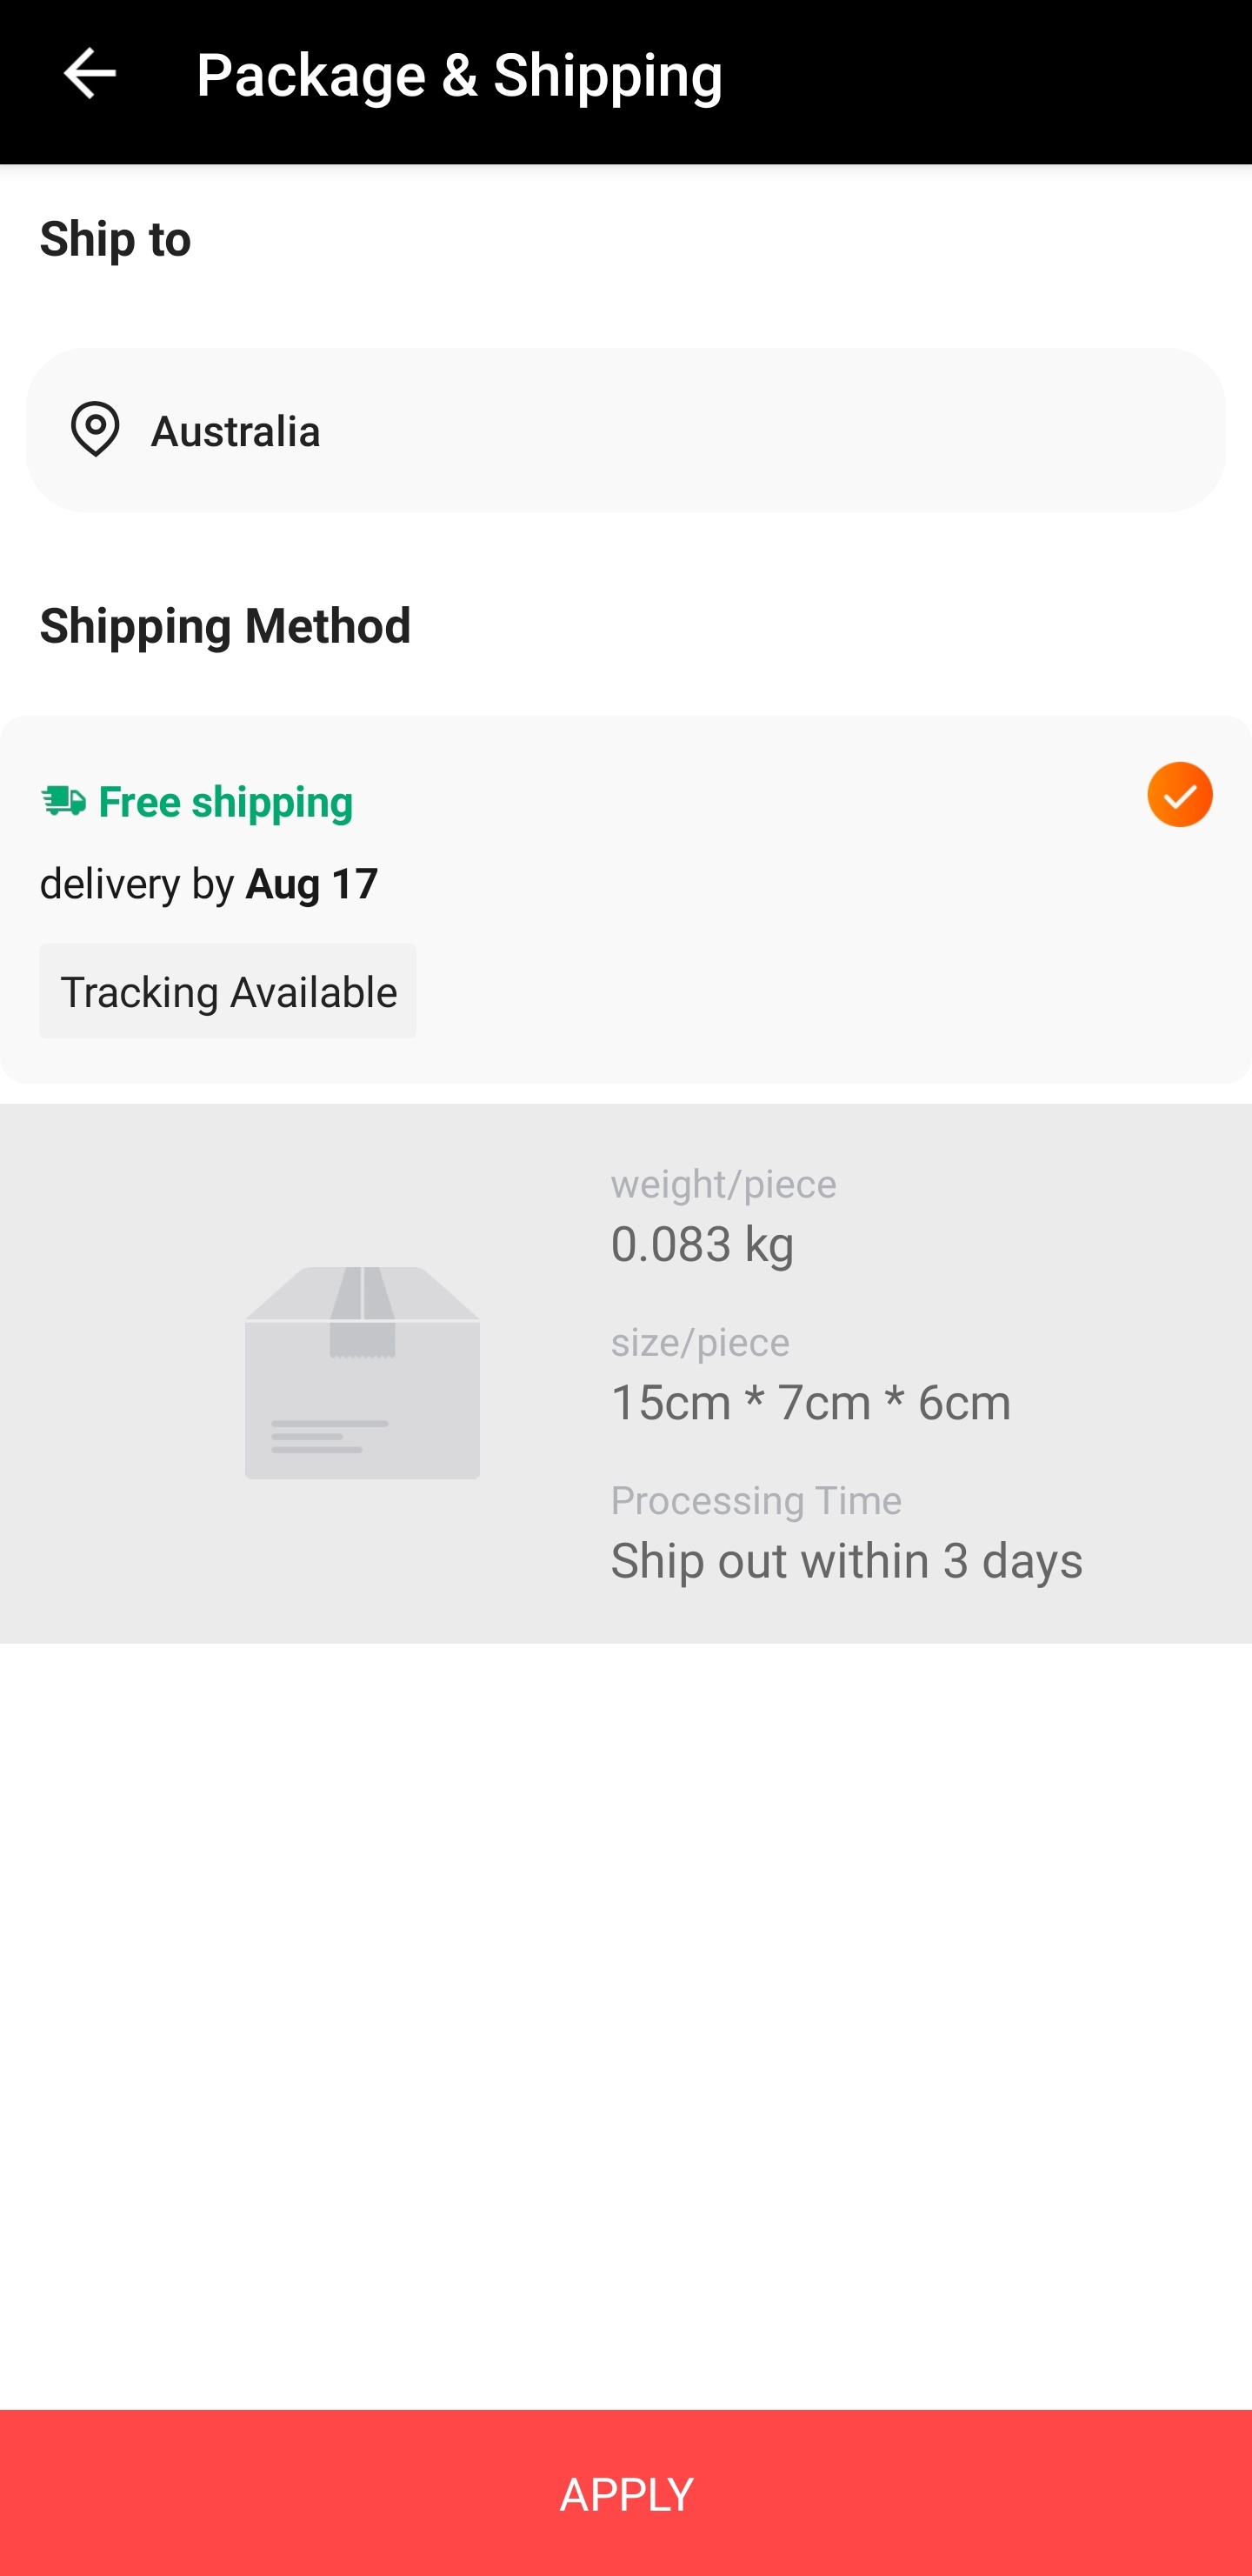 Package & Shipping
Ship to
Australia
Shipping Method
Free shipping
delivery by Aug 17
Tracking Available
weight/piece
0.083 kg
size/piece
15cm * 7cm * 6cm
Processing Time
Ship out within 3 days
APPLY